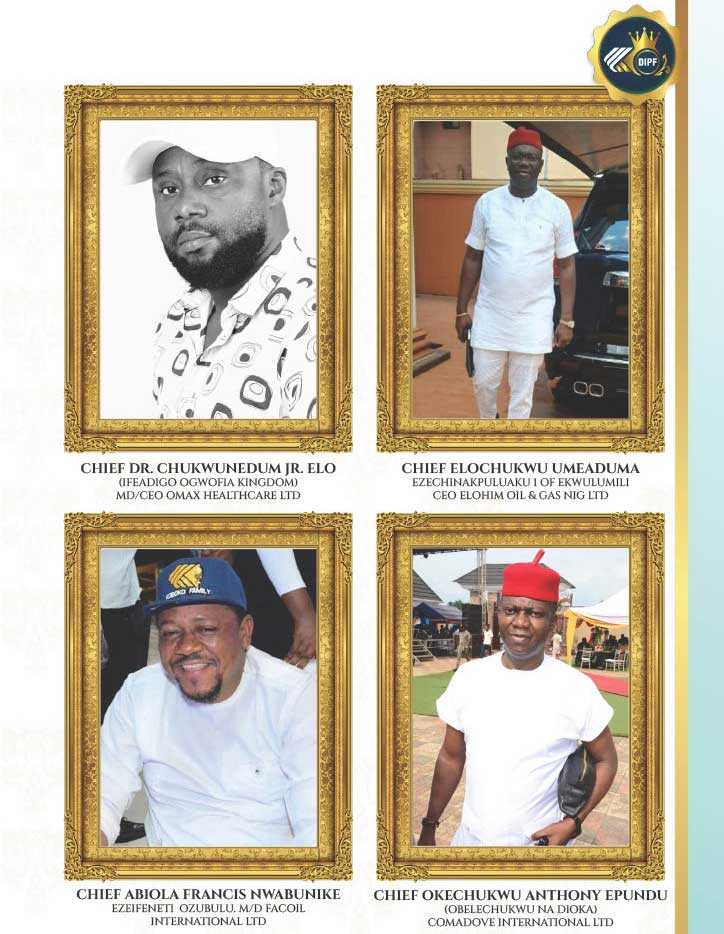 DIPF
CHIEF DR. CHUKWUNEDUM JR. ELO
(IFEADIGO OGWOFIA KINGDOM)
MD/CEO OMAX HEALTHCARE LTD
CHIEF ELOCHUKWU UMEADUMA
EZECHINAKPULUAKU 1 OF EKWULUMILI
CEO ELOHIM OIL & GAS NIG LTD
KUBOKO FAMILY
CHIEF ABIOLA FRANCIS NWABUNIKE
EZEIFENETI OZUBULU. M/D FACOIL
INTERNATIONAL LTD
CHIEF OKECHUKWU ANTHONY EPUNDU
(OBELECHUKWU NA DIOKA)
COMADOVE INTERNATIONAL LTD